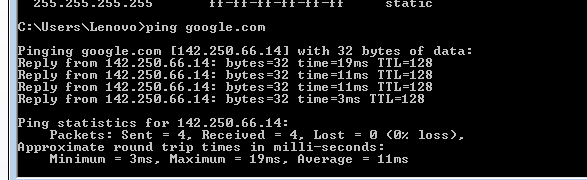 255.255.255.255 ff-ff-ff-ff-ff-ff static
C:\Users\Lenovo>ping google.com
Pinging google.com [142.250.66.14] with 32 bytes of data:
Reply from 142.250.66.14: bytes=32 time=19ms TTL=128
Reply from 142.250.66.14: bytes=32 time=11ms TTL=128
Reply from 142.250.66.14: bytes=32 time=11ms TTL=128
Reply from 142.250.66.14: bytes=32 time=3ms TTL=128
Ping statistics for 142.250.66.14:
Packets: Sent = 4, Received = 4, Lost = 0 (0% loss),
Approximate round trip times in milli-seconds:
Minimum = 3ms, Maximum = 19ms, Average = 11ms